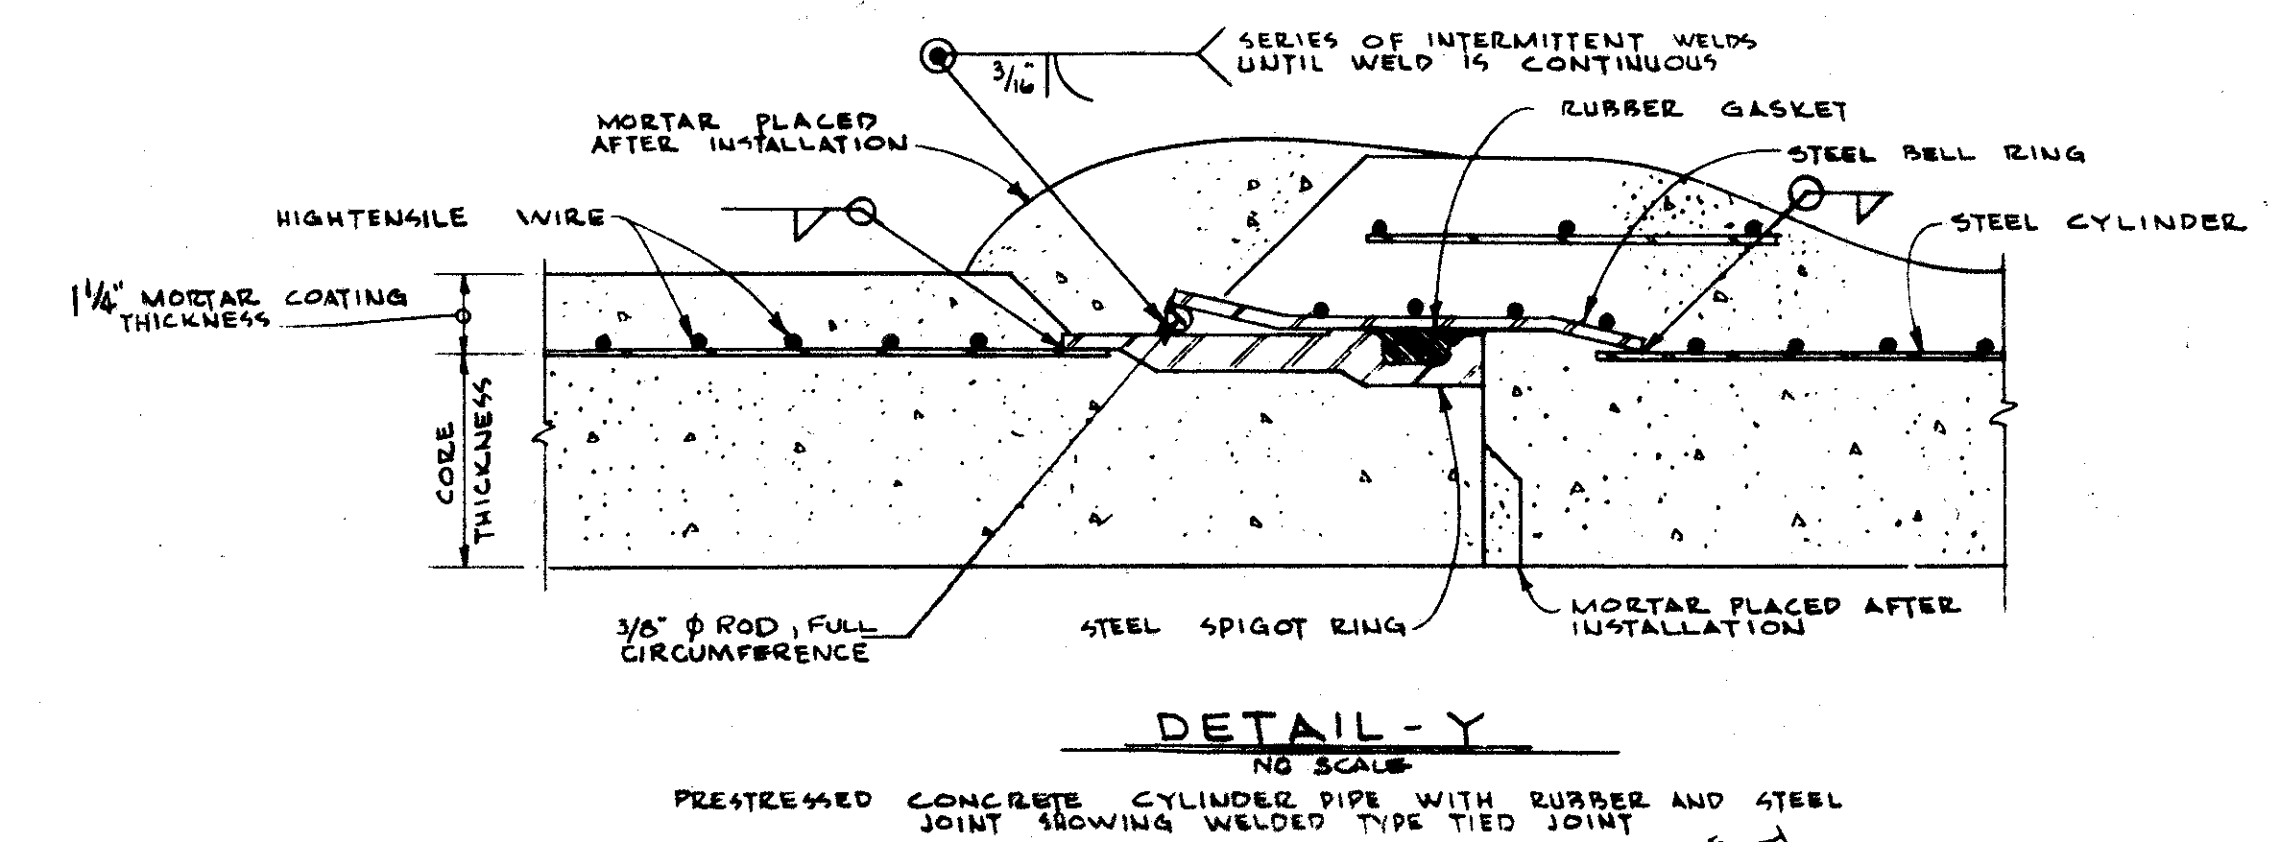 SERIES OF INTERMITTENT WELDS
UNTIL WELD IS CONTINUOUS
3/16"
RUBBER GASKET
MORTAR PLACED
AFTER INSTALLATION
STEEL BELL RING
HIGHTENSILE WIRE
STEEL CYLINDER
1 1/4" MORTAR COATING
THICKNESS
CORE
THICKNESS
3/8" φ ROD, FULL
CIRCUMFERENCE
STEEL SPIGOT RING
MORTAR PLACED AFTER
INSTALLATION
DETAIL - Y
NO SCALE
PRESTRESSED CONCRETE CYLINDER PIPE WITH RUBBER AND STEEL
JOINT SHOWING WELDED TYPE TIED JOINT